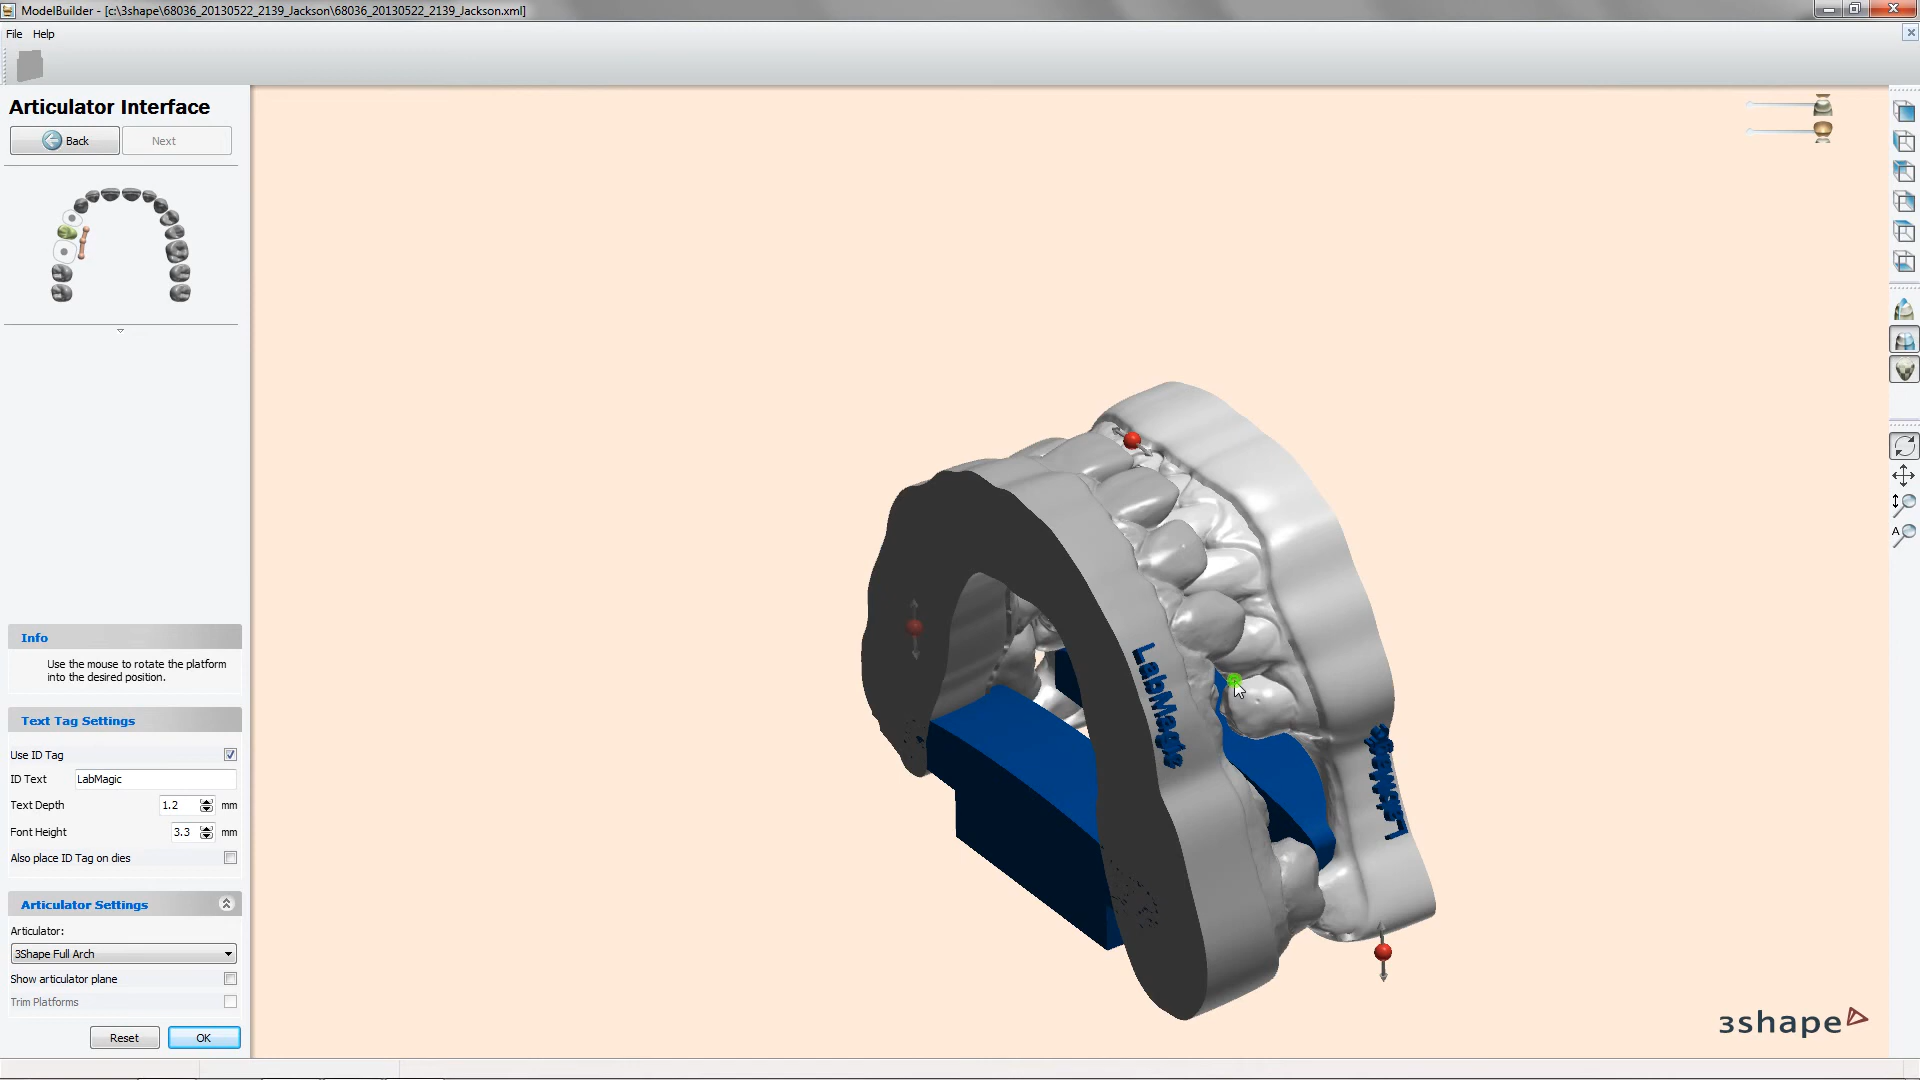 ModelBuilder - [c:\3shape\68036_20130522_2139_Jackson\68036_20130522_2139_Jackson.xml]
File Help
Articulator Interface
Back Next
Info
Use the mouse to rotate the platform
into the desired position.
Text Tag Settings
Use ID Tag
ID Text LabMagic
Text Depth 1.2 mm
Font Height 3.3 mm
Also place ID Tag on dies
Articulator Settings
Articulator:
3Shape Full Arch
Show articulator plane
Trim Platforms
Reset OK
LabMagic
LabMagic
A
3shape